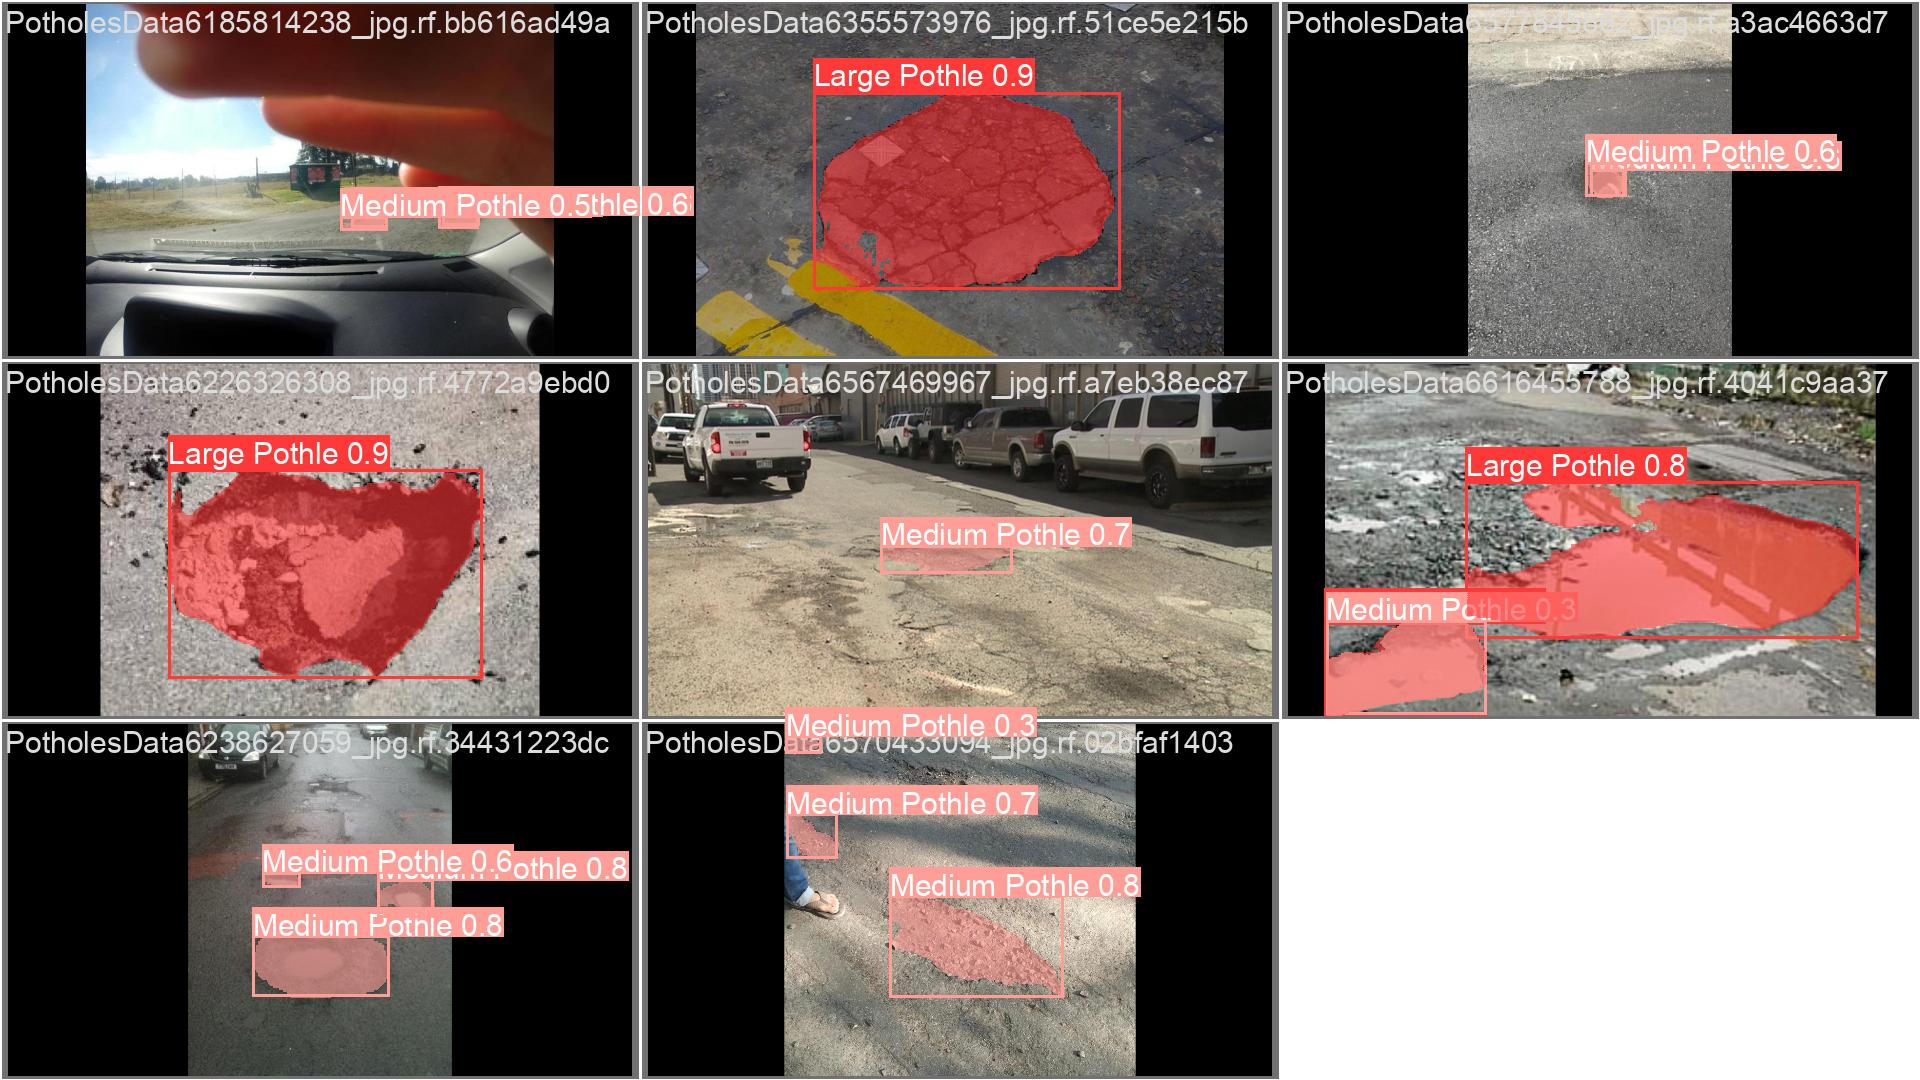 PotholesData6185814238_jpg.rf.bb616ad49a
PotholesData6355573976_jpg.rf.51ce5e215b
_jpg.rf.a3ac4663d7
Large Pothle 0.9
Medium Pothle 0.6
Medium Pothle 0.5
thle 0.6
PotholesData6226326308_jpg.rf.4772a9ebd0
PotholesData6567469967_jpg.rf.a7eb38ec87
PotholesData6616455788_jpg.rf.4041c9aa37
Large Pothle 0.9
Large Pothle 0.8
Medium Pothle 0.7
Medium Pothle 0.3
Medium Pothle 0.3
PotholesData6238627059_jpg.rf.34431223dc
PotholesData6570433094_jpg.rf.02bfaf1403
Medium Pothle 0.7
Medium Pothle 0.6
othle 0.8
Medium Pothle 0.8
Medium Pothle 0.8